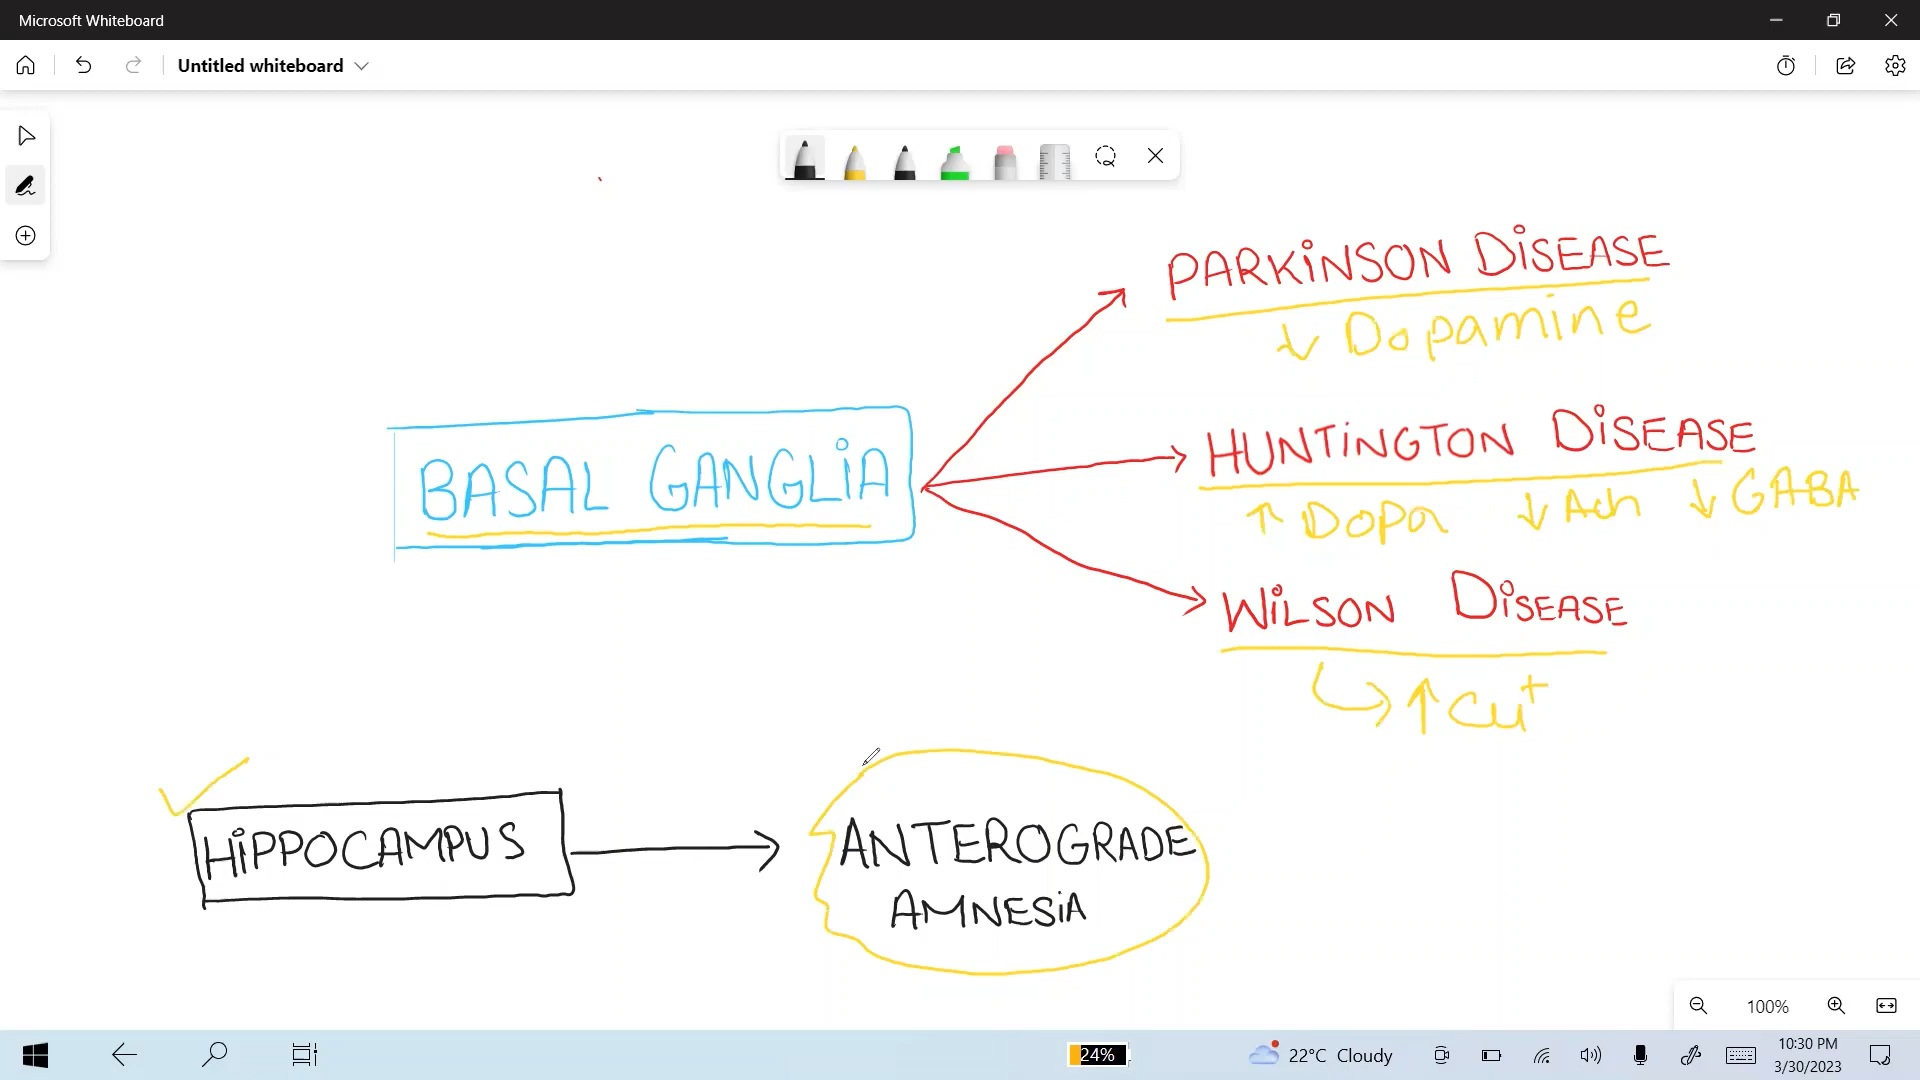 Microsoft Whiteboard
Untitled whiteboard
PARKINSON DISEASE
↓ Dopamine
BASAL GANGLIA
HUNTINGTON DISEASE
↑ Dopa ↓ Ach ↓ GABA
WILSON DISEASE
↑ Cu+
HIPPOCAMPUS
ANTEROGRADE
AMNESIA
100%
24%
22°C Cloudy
10:30 PM
3/30/2023